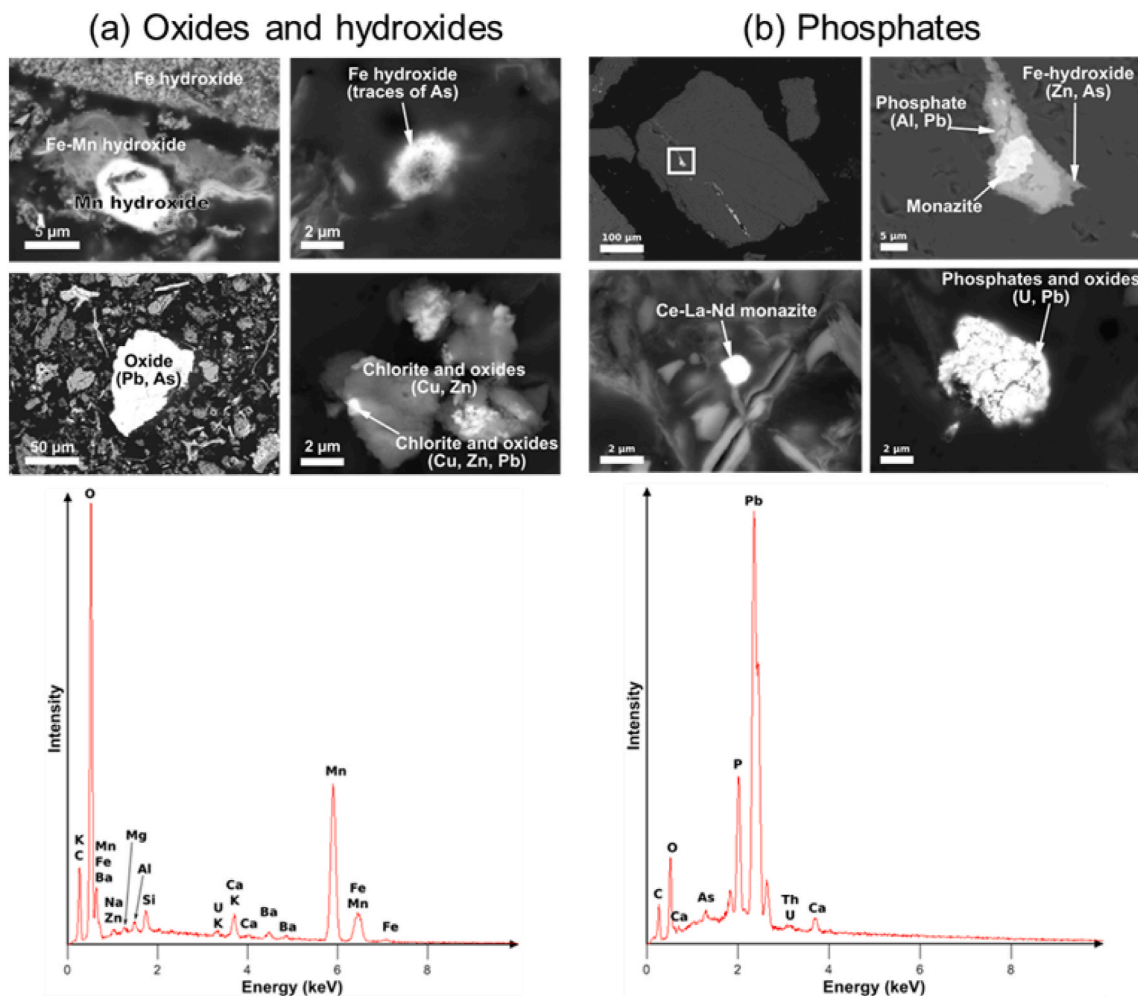 (a) Oxides and hydroxides
(b) Phosphates
Fe hydroxide
Fe-Mn hydroxide
Mn hydroxide
5 µm
Fe hydroxide
(traces of As)
2 µm
100 µm
Phosphate
(Al, Pb)
Fe-hydroxide
(Zn, As)
Monazite
5 µm
Oxide
(Pb, As)
50 µm
Chlorite and oxides
(Cu, Zn)
Chlorite and oxides
(Cu, Zn, Pb)
2 µm
Ce-La-Nd monazite
2 µm
Phosphates and oxides
(U, Pb)
2 µm
Intensity
O
K
C
Mn
Fe
Ba
Na
Zn
Mg
Al
Si
U
K
Ca
K
Ca
Ba
Ba
Mn
Fe
Mn
Fe
0 2 4 6 8
Energy (keV)
Intensity
C
O
Ca
As
P
Pb
Th
U
Ca
0 2 4 6 8
Energy (keV)